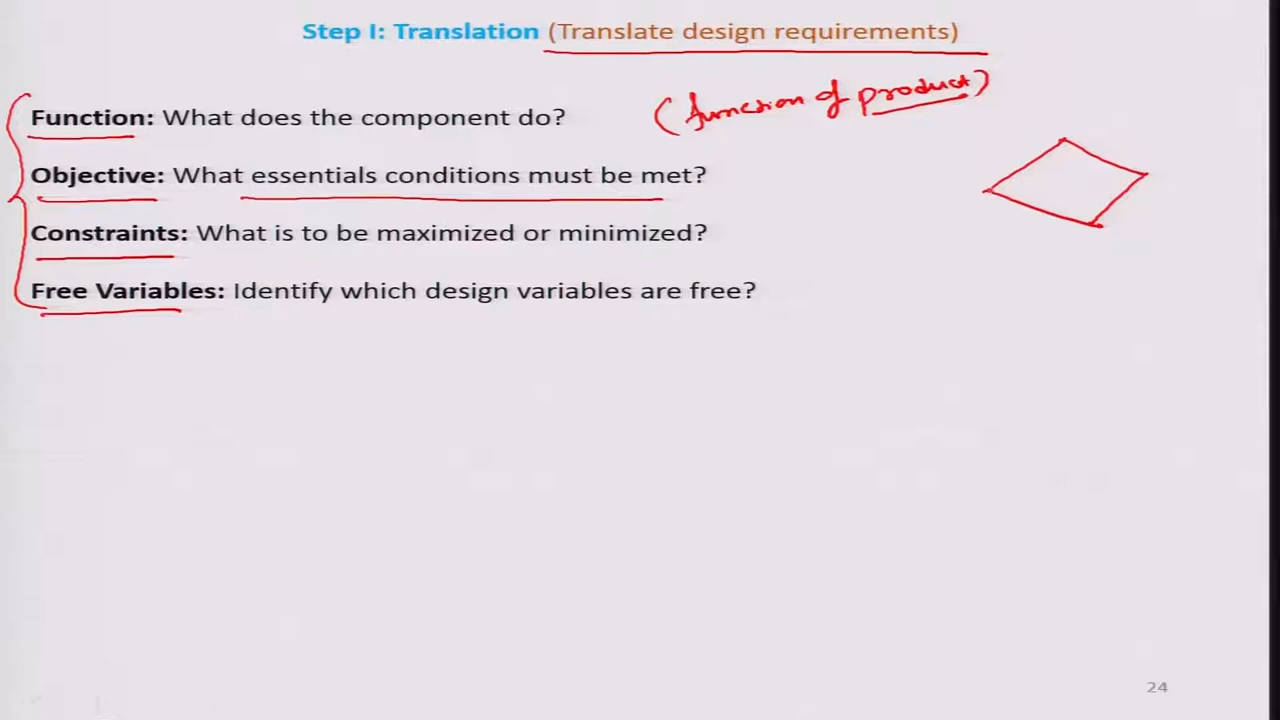 Step I: Translation (Translate design requirements)
Function: What does the component do? (function of product)
Objective: What essentials conditions must be met?
Constraints: What is to be maximized or minimized?
Free Variables: Identify which design variables are free?
24